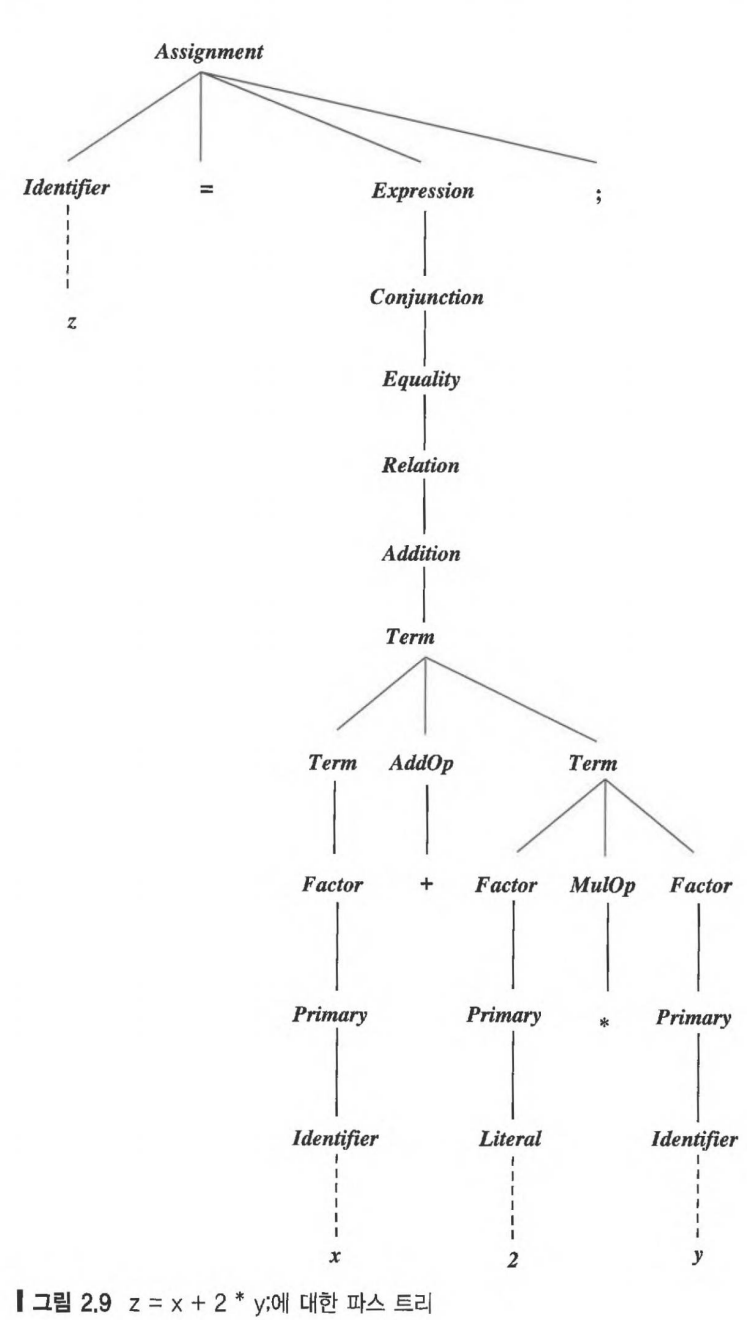 Assignment
Identifier = Expression ;
z
Conjunction
Equality
Relation
Addition
Term
Term AddOp Term
Factor + Factor MulOp Factor
Primary Primary * Primary
Identifier Literal Identifier
x 2 y
그림 2.9 z = x + 2 * y;에 대한 파스 트리